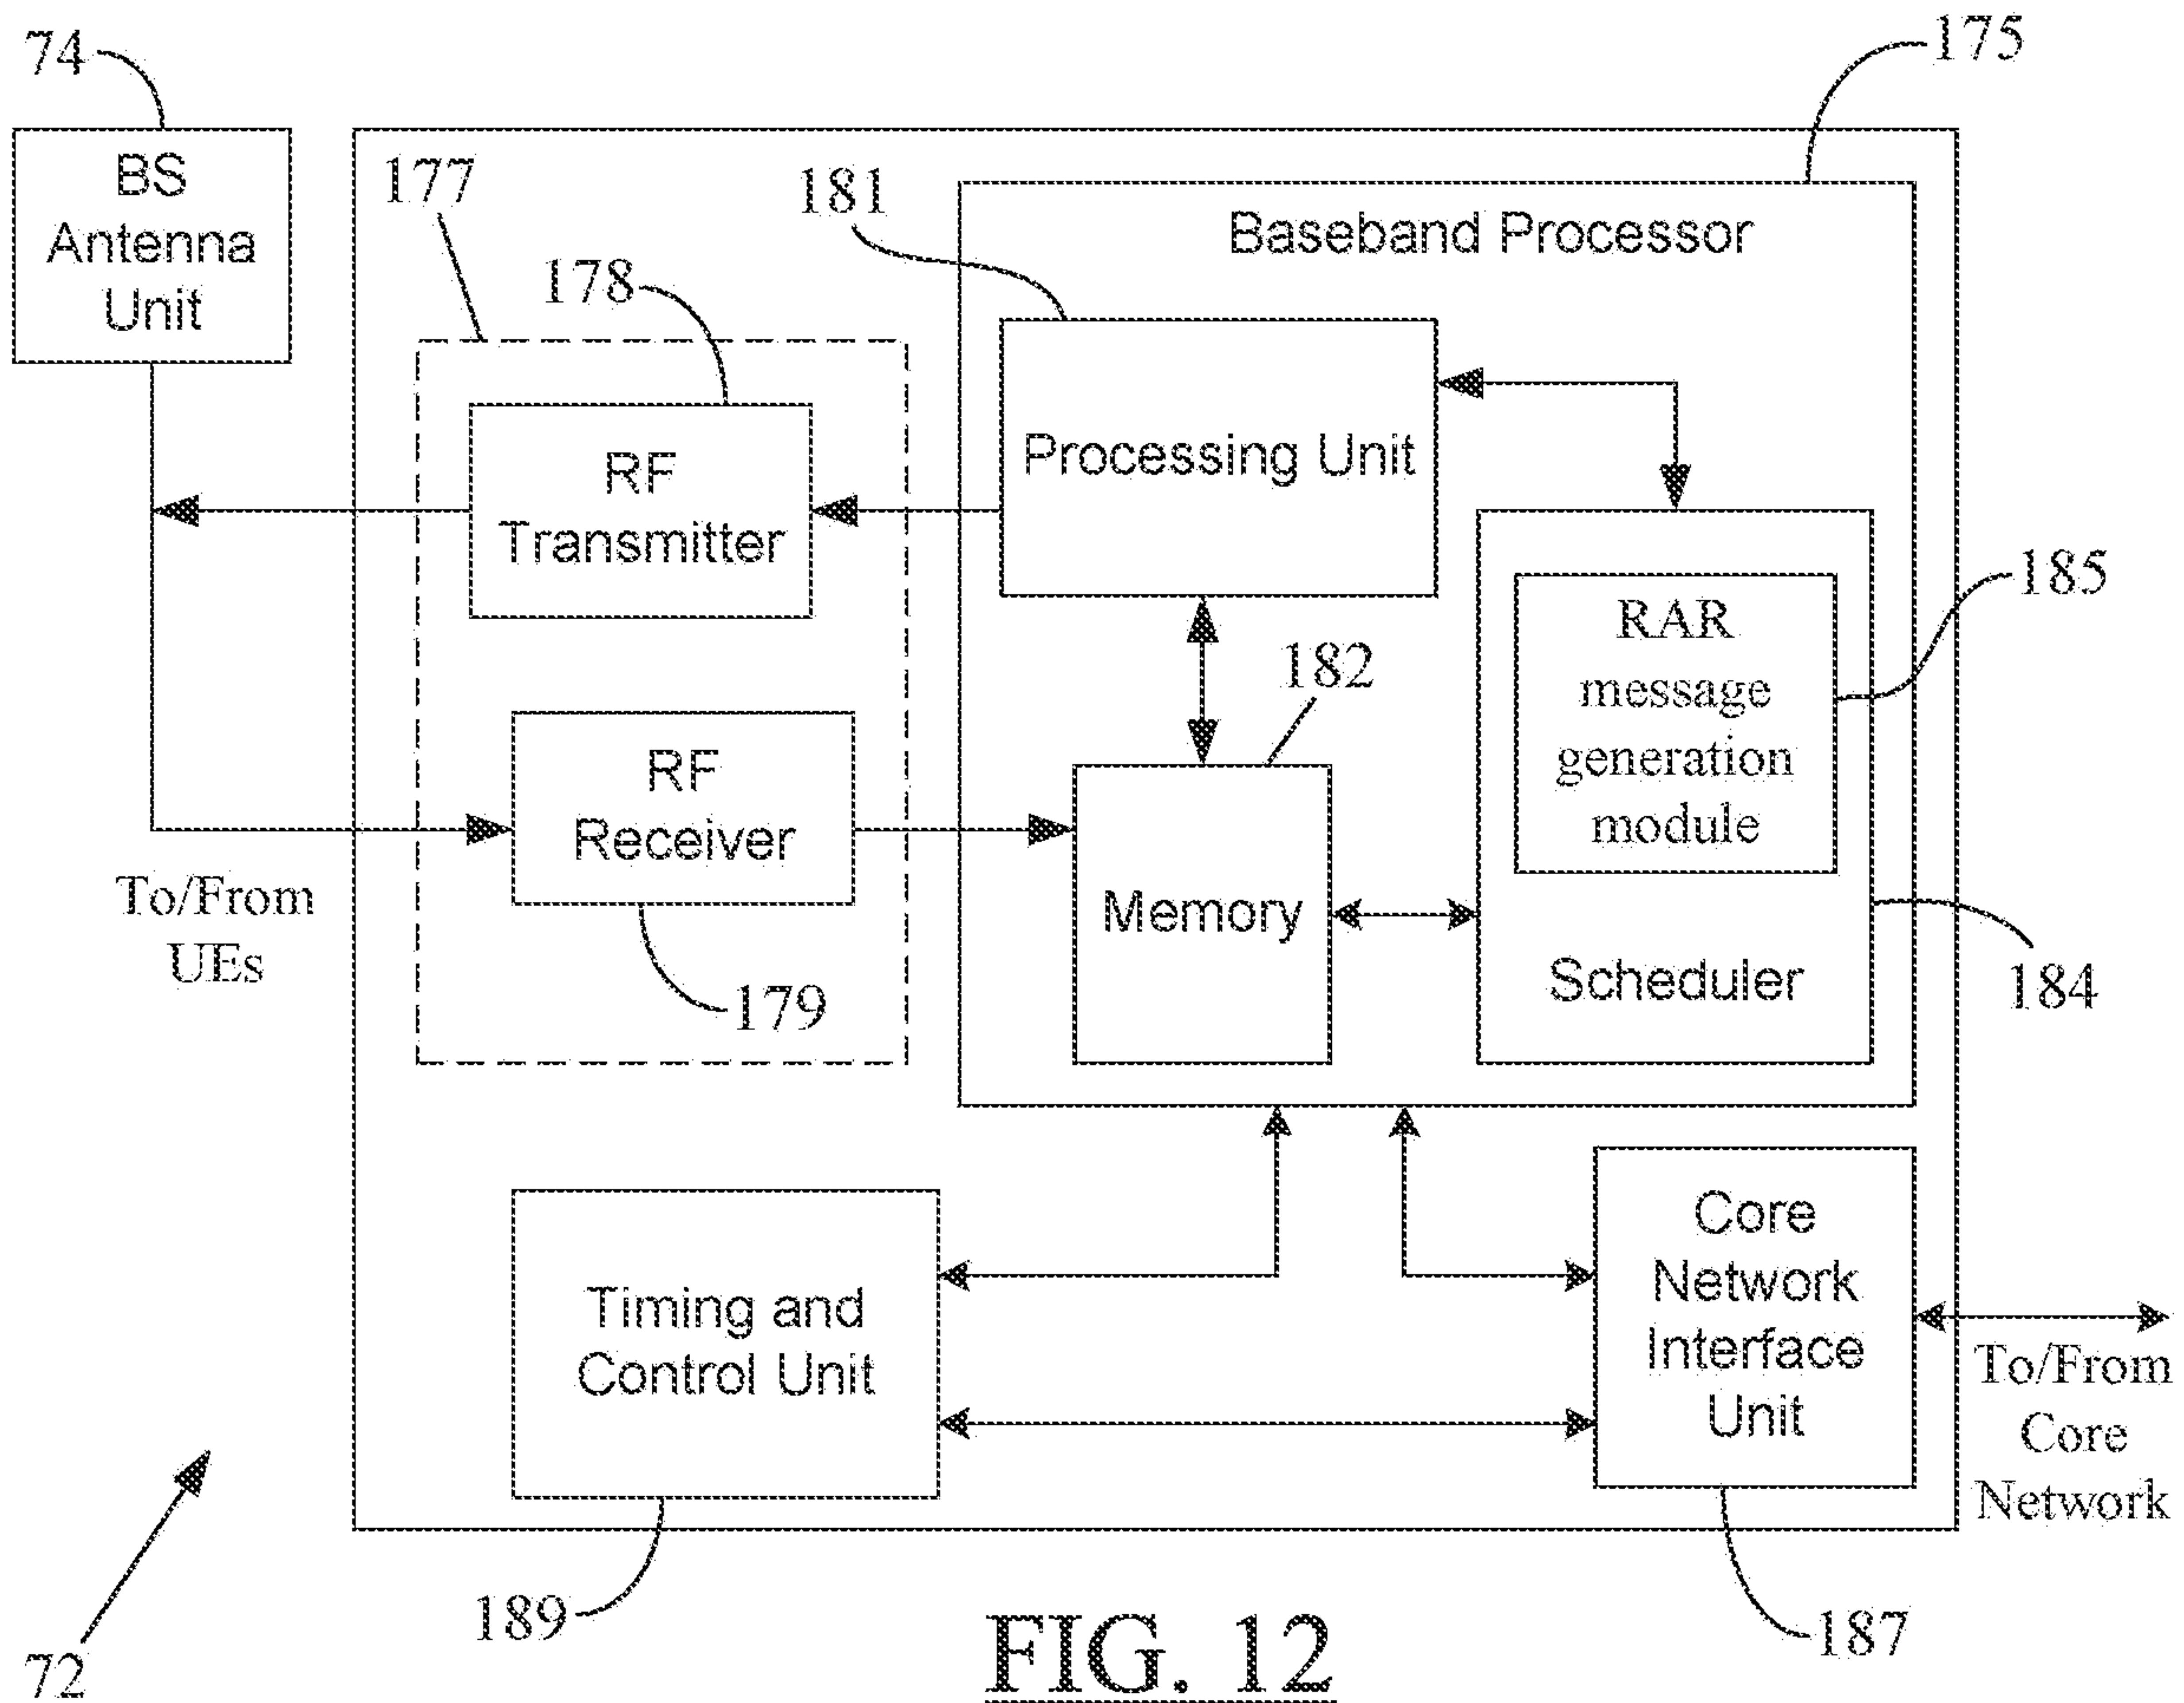 74
175
BS
Antenna
Unit
177
181
Baseband Processor
178
RF
Transmitter
Processing Unit
185
RAR
message
generation
module
182
RF
Receiver
Memory
To/From
UEs
179
Scheduler
184
Timing and
Control Unit
Core
Network
Interface
Unit
To/From
Core
Network
189
187
72
FIG. 12